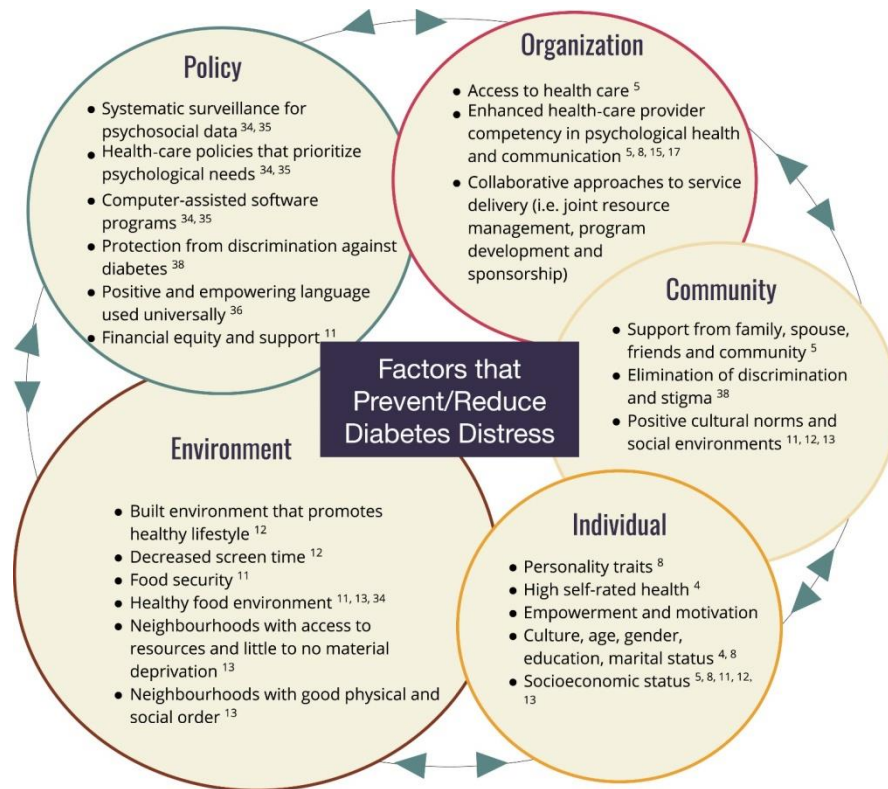 Policy
● Systematic surveillance for
psychosocial data 34, 35
● Health-care policies that prioritize
psychological needs 34, 35
● Computer-assisted software
programs 34, 35
● Protection from discrimination against
diabetes 38
● Positive and empowering language
used universally 36
● Financial equity and support 11
Organization
● Access to health care 5
● Enhanced health-care provider
competency in psychological health
and communication 5, 8, 15, 17
● Collaborative approaches to service
delivery (i.e. joint resource
management, program
development and
sponsorship)
Community
● Support from family, spouse,
friends and community 5
● Elimination of discrimination
and stigma 38
● Positive cultural norms and
social environments 11, 12, 13
Factors that
Prevent/Reduce
Diabetes Distress
Environment
● Built environment that promotes
healthy lifestyle 12
● Decreased screen time 12
● Food security 11
● Healthy food environment 11, 13, 34
● Neighbourhoods with access to
resources and little to no material
deprivation 13
● Neighbourhoods with good physical and
social order 13
Individual
● Personality traits 8
● High self-rated health 4
● Empowerment and motivation
● Culture, age, gender,
education, marital status 4, 8
● Socioeconomic status 5, 8, 11, 12,
13